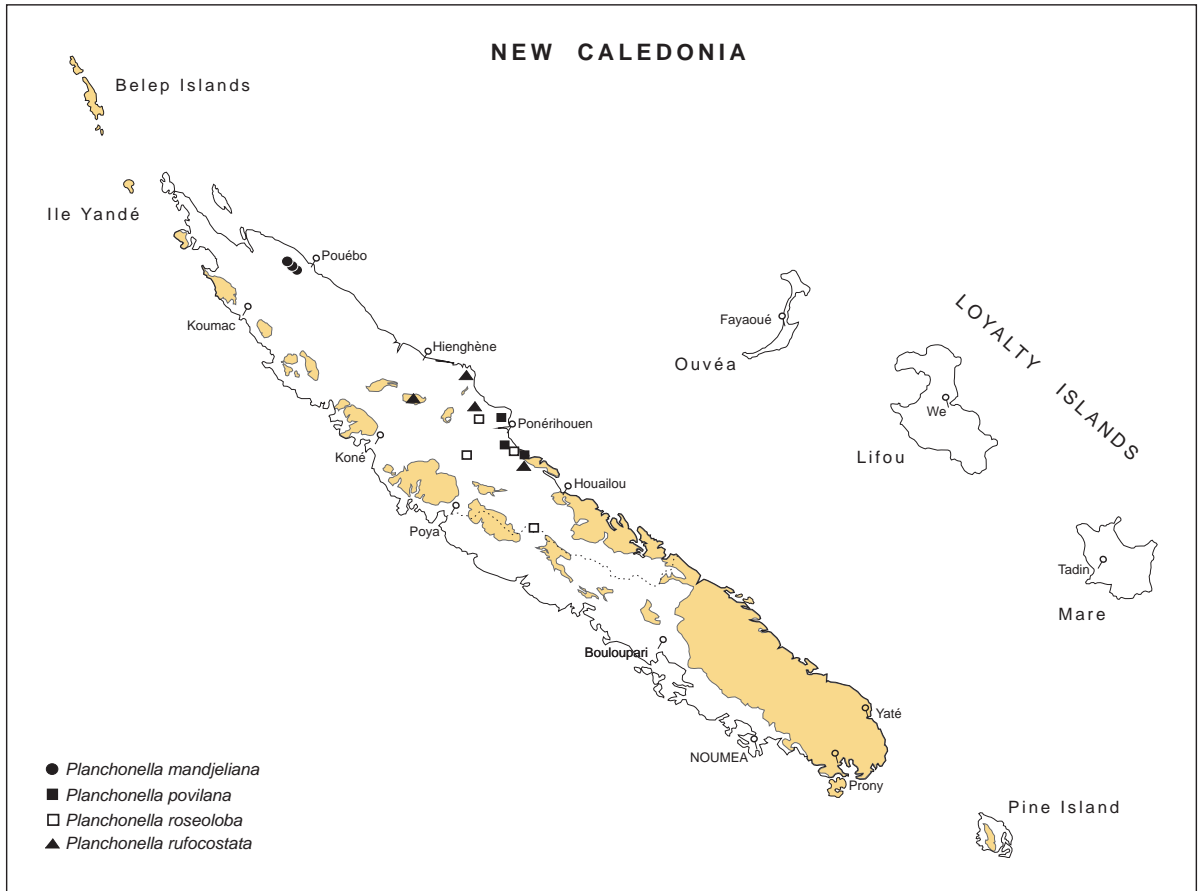 NEW CALEDONIA
Belep Islands
Ile Yandé
Pouébo
Koumac
Hienghène
Fayaoué
Ouvéa
LOYALTY ISLANDS
We
Lifou
Ponérihouen
Koné
Houailou
Poya
Tadin
Mare
Bouloupari
Yaté
NOUMEA
Prony
Pine Island
Planchonella mandjeliana
Planchonella povilana
Planchonella roseoloba
Planchonella rufocostata